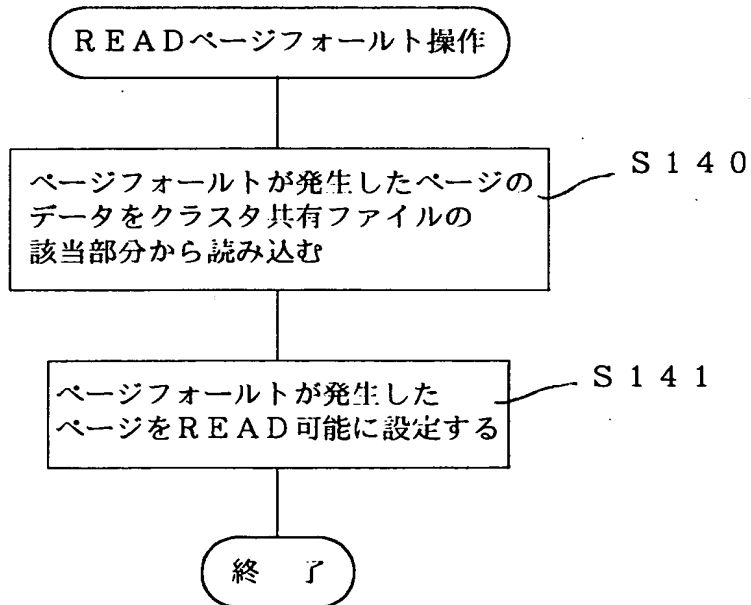 READページフォールト操作
ページフォールトが発生したページの
データをクラスタ共有ファイルの
該当部分から読み込む
S140
ページフォールトが発生した
ページをREAD可能に設定する
S141
終 了